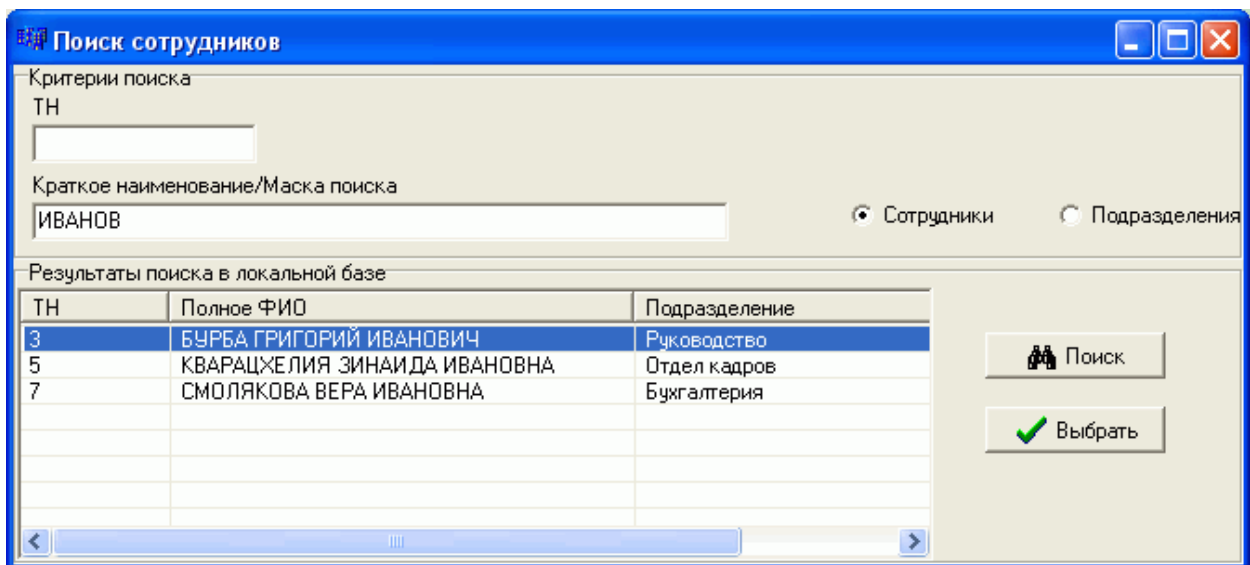 Поиск сотрудников
Критерии поиска
ТН
Краткое наименование/Маска поиска
ИВАНОВ
Сотрудники Подразделения
Результаты поиска в локальной базе
ТН Полное ФИО Подразделение
3 БУРБА ГРИГОРИЙ ИВАНОВИЧ Руководство
5 КВАРАЦХЕЛИЯ ЗИНАИДА ИВАНОВНА Отдел кадров
7 СМОЛЯКОВА ВЕРА ИВАНОВНА Бухгалтерия
Поиск
Выбрать